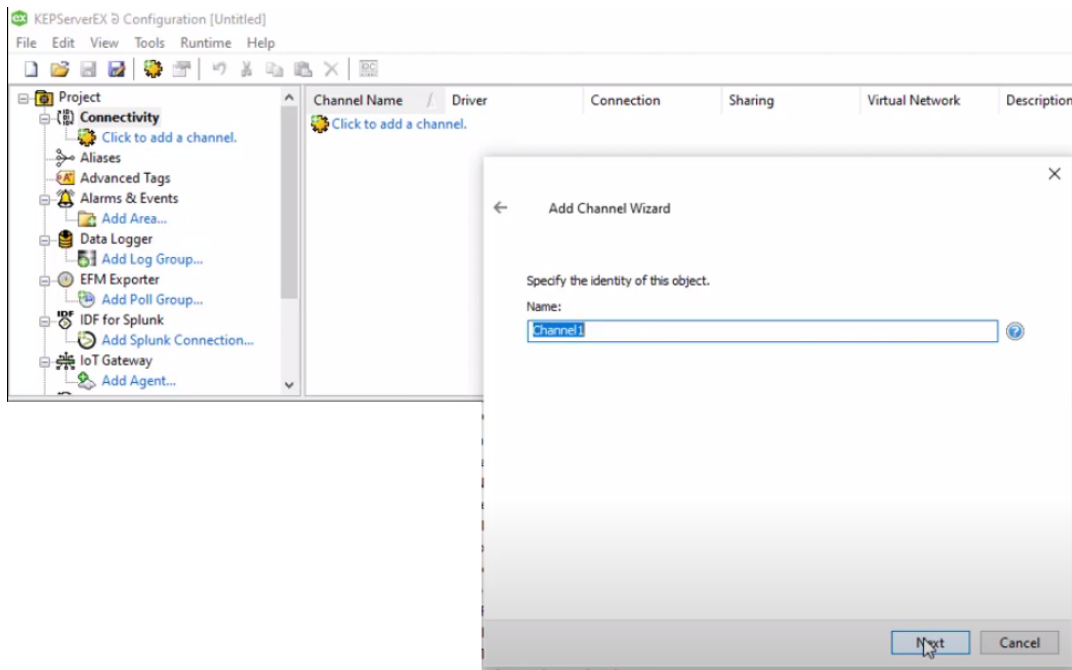 KEPServerEX 6 Configuration [Untitled]
File Edit View Tools Runtime Help
Project
Connectivity
Click to add a channel.
Aliases
Advanced Tags
Alarms & Events
Add Area...
Data Logger
Add Log Group...
EFM Exporter
Add Poll Group...
IDF for Splunk
Add Splunk Connection...
IoT Gateway
Add Agent...
Channel Name Driver Connection Sharing Virtual Network Description
Click to add a channel.
Add Channel Wizard
Specify the identity of this object.
Name:
Channel1
Next Cancel